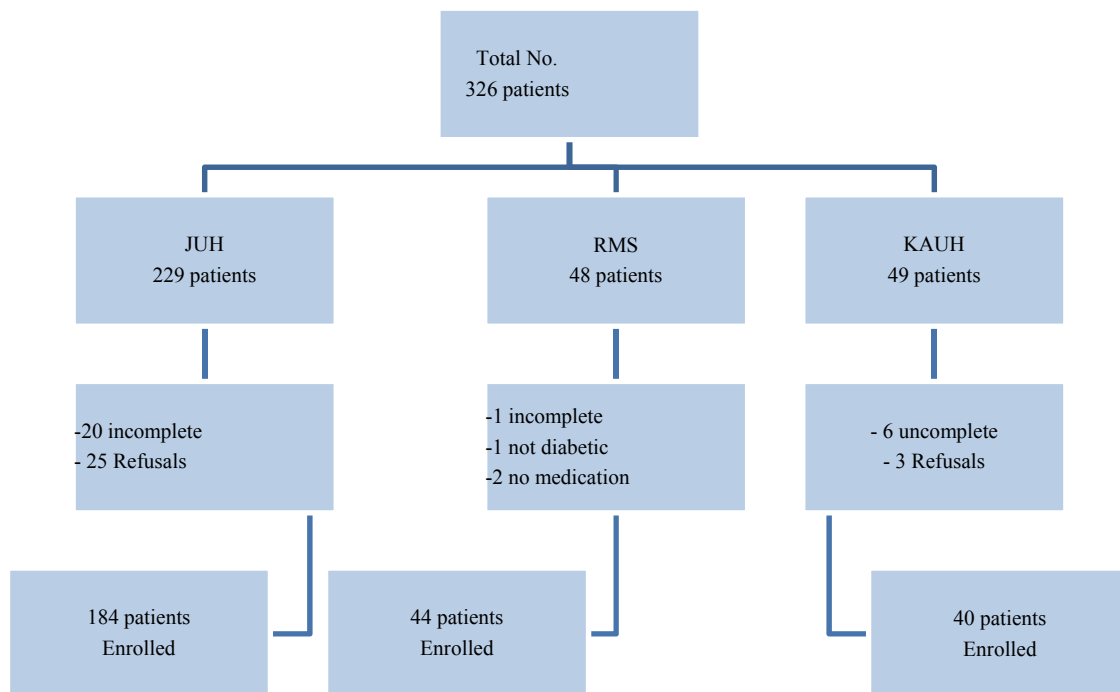 Total No.
326 patients
JUH
229 patients
RMS
48 patients
KAUH
49 patients
-20 incomplete
- 25 Refusals
-1 incomplete
-1 not diabetic
-2 no medication
- 6 uncomplete
- 3 Refusals
184 patients
Enrolled
44 patients
Enrolled
40 patients
Enrolled